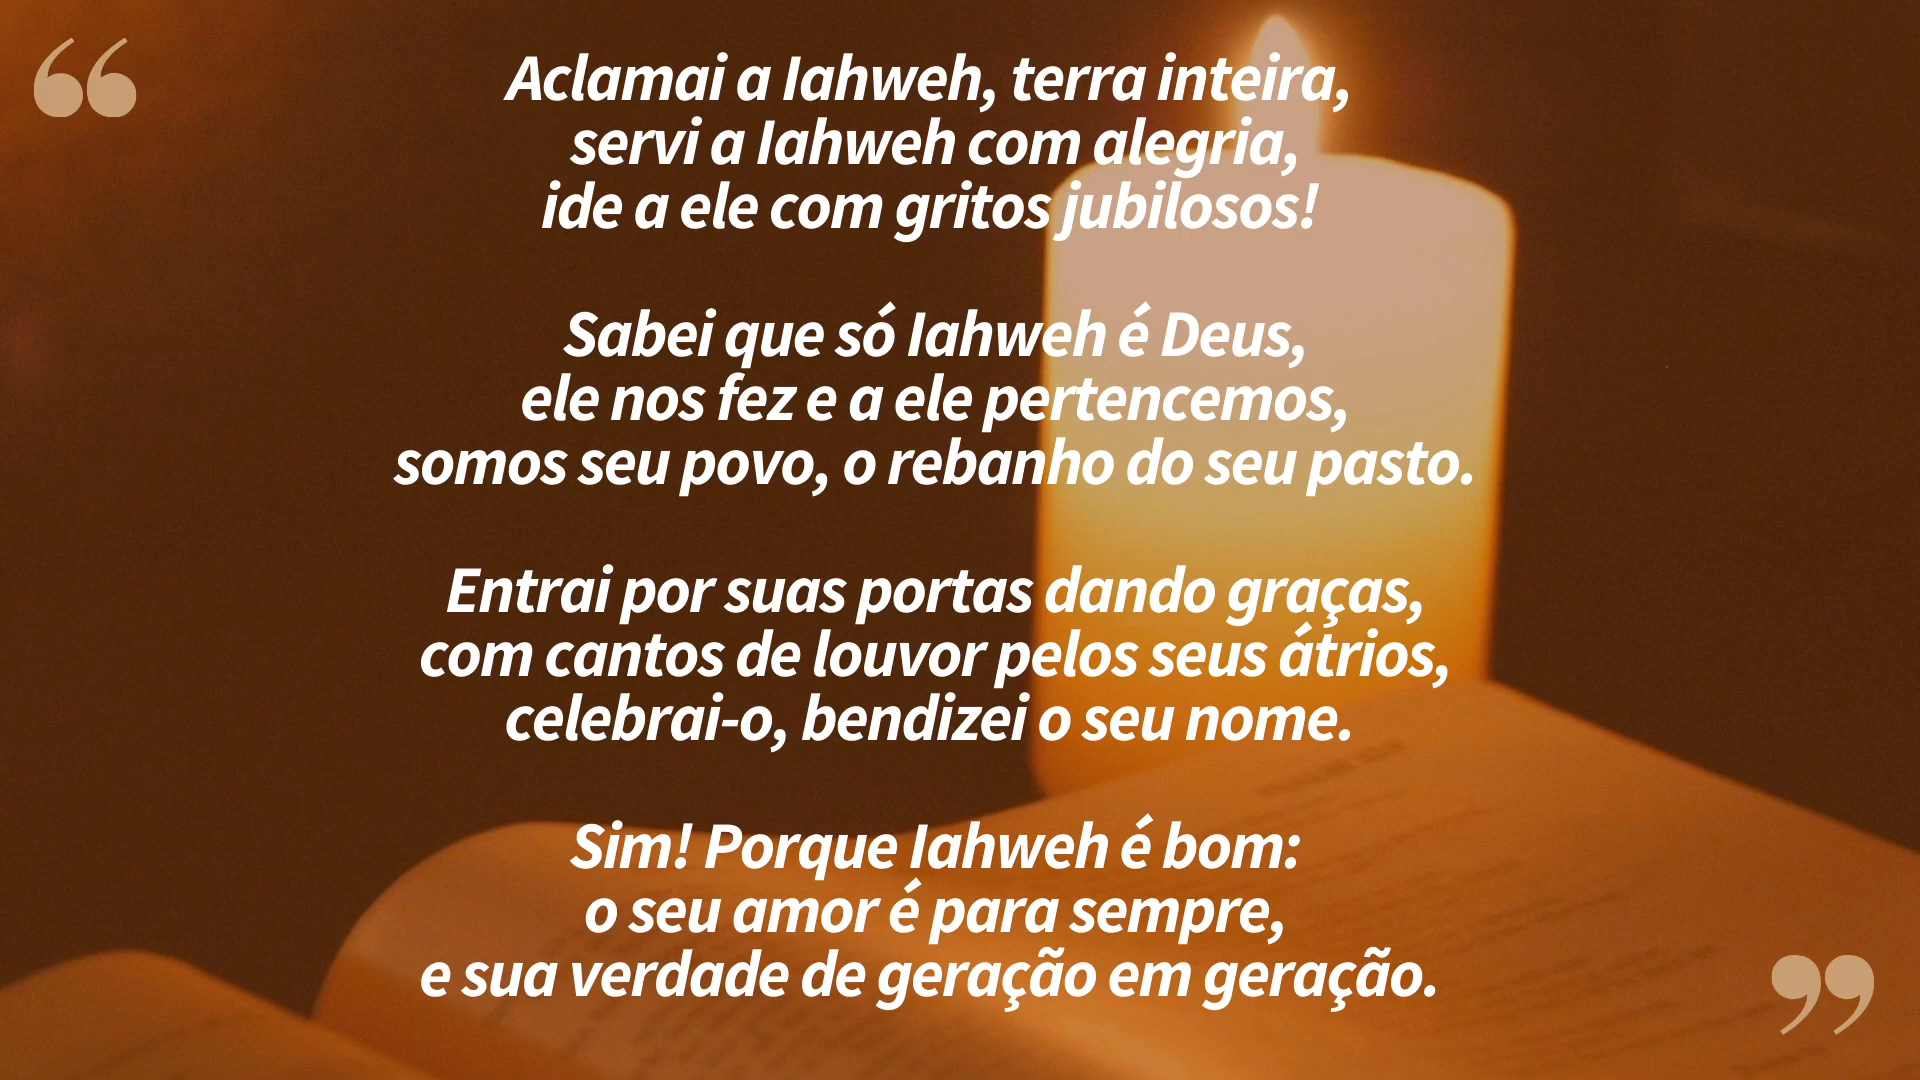 Aclamai a Iahweh, terra inteira,
servi a Iahweh com alegria,
ide a ele com gritos jubilosos!
Sabei que só Iahweh é Deus,
ele nos fez e a ele pertencemos,
somos seu povo, o rebanho do seu pasto.
Entrai por suas portas dando graças,
com cantos de louvor pelos seus átrios,
celebrai-o, bendizei o seu nome.
Sim! Porque Iahweh é bom:
o seu amor é para sempre,
e sua verdade de geração em geração.